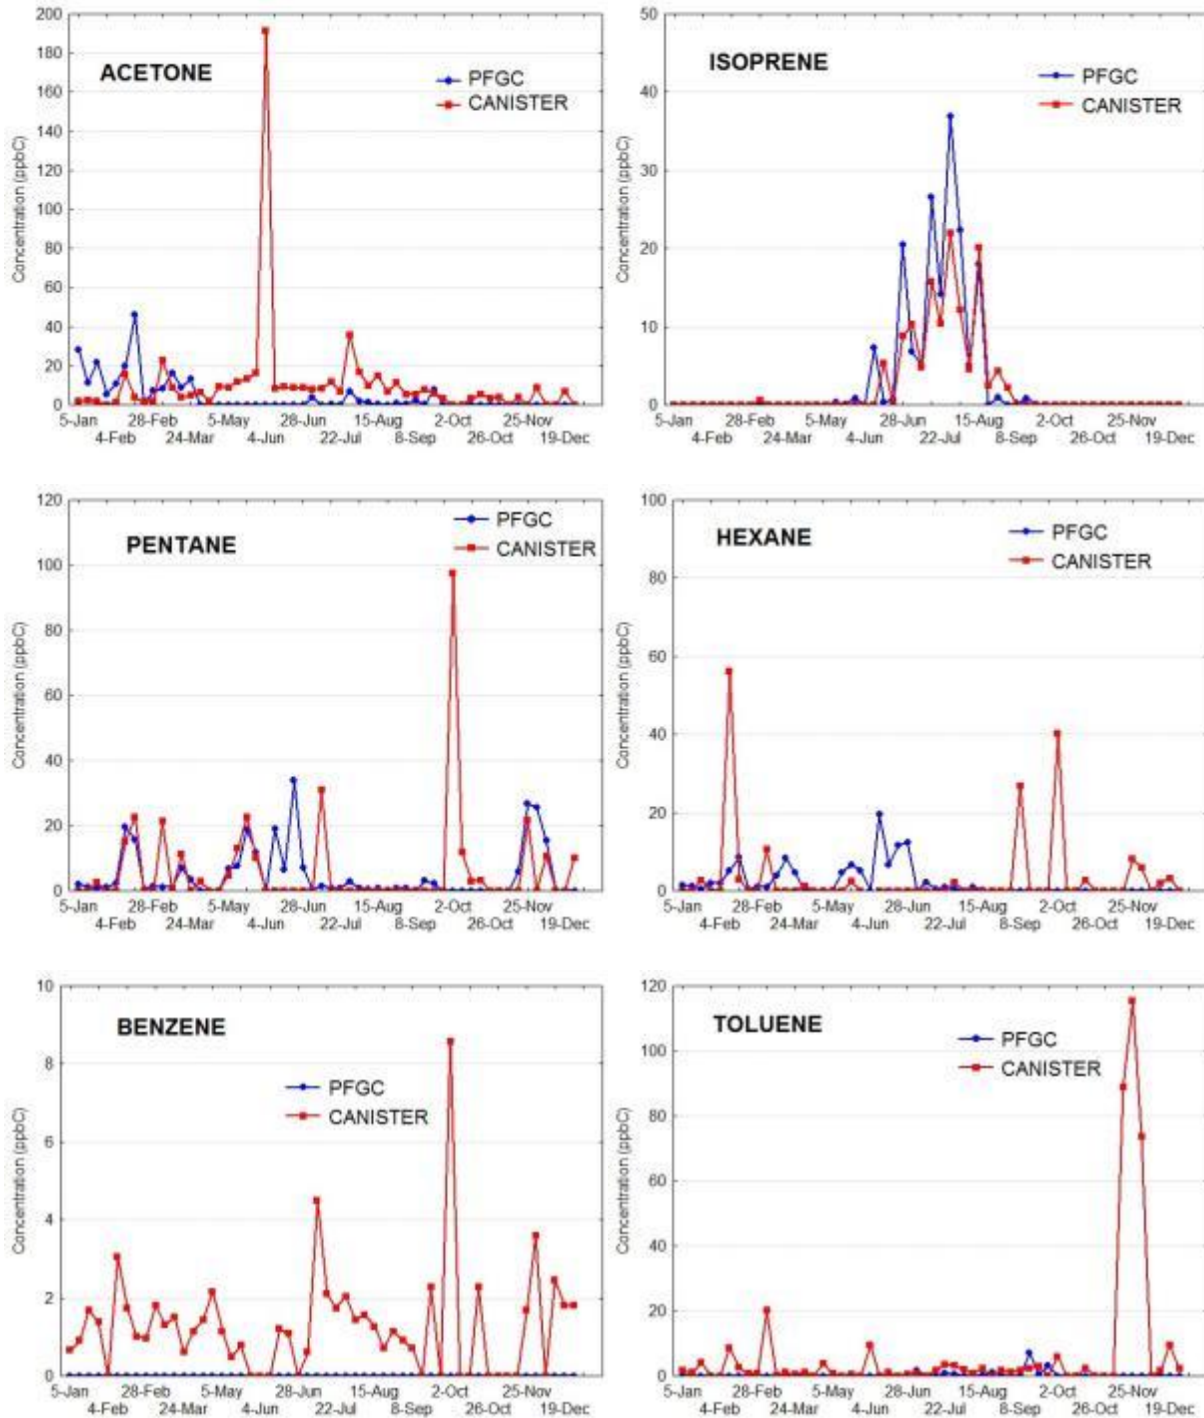 ACETONE
PFGC
CANISTER
Concentration (ppbC)
200
180
160
140
120
100
80
60
40
20
0
5-Jan 28-Feb 5-May 28-Jun 15-Aug 2-Oct 25-Nov
4-Feb 24-Mar 4-Jun 22-Jul 8-Sep 26-Oct 19-Dec
ISOPRENE
PFGC
CANISTER
Concentration (ppbC)
50
40
30
20
10
0
5-Jan 28-Feb 5-May 28-Jun 15-Aug 2-Oct 25-Nov
4-Feb 24-Mar 4-Jun 22-Jul 8-Sep 26-Oct 19-Dec
PENTANE
PFGC
CANISTER
Concentration (ppbC)
120
100
80
60
40
20
0
5-Jan 28-Feb 5-May 28-Jun 15-Aug 2-Oct 25-Nov
4-Feb 24-Mar 4-Jun 22-Jul 8-Sep 26-Oct 19-Dec
HEXANE
PFGC
CANISTER
Concentration (ppbC)
100
80
60
40
20
0
5-Jan 28-Feb 5-May 28-Jun 15-Aug 2-Oct 25-Nov
4-Feb 24-Mar 4-Jun 22-Jul 8-Sep 26-Oct 19-Dec
BENZENE
PFGC
CANISTER
Concentration (ppbC)
10
8
6
4
2
0
5-Jan 28-Feb 5-May 28-Jun 15-Aug 2-Oct 25-Nov
4-Feb 24-Mar 4-Jun 22-Jul 8-Sep 26-Oct 19-Dec
TOLUENE
PFGC
CANISTER
Concentration (ppbC)
120
100
80
60
40
20
0
5-Jan 28-Feb 5-May 28-Jun 15-Aug 2-Oct 25-Nov
4-Feb 24-Mar 4-Jun 22-Jul 8-Sep 26-Oct 19-Dec